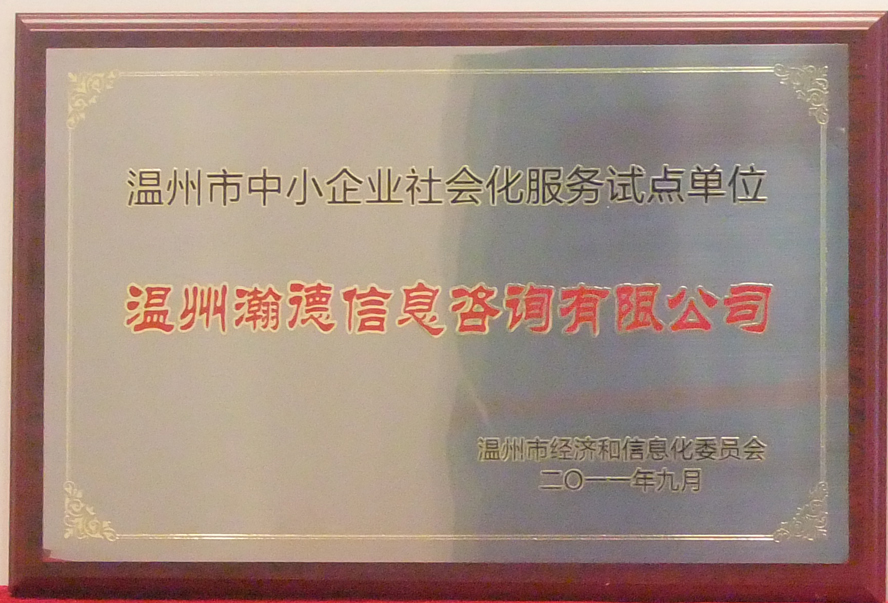 温州市中小企业社会化服务试点单位
温州瀚德信息咨询有限公司
温州市经济和信息化委员会
二〇一一年九月